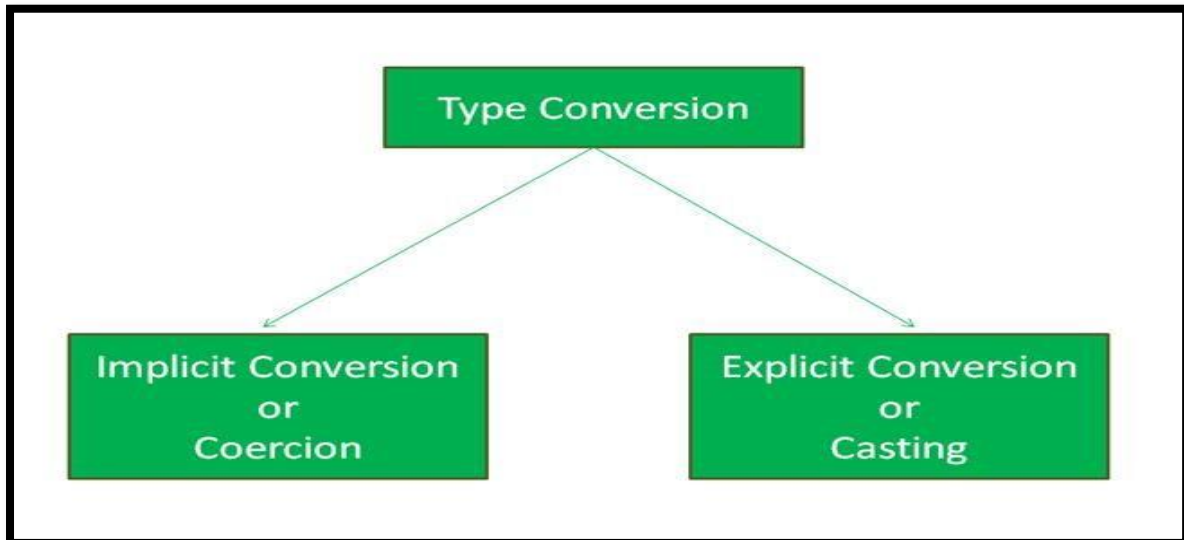 Type Conversion
Implicit Conversion
or
Coercion
Explicit Conversion
or
Casting